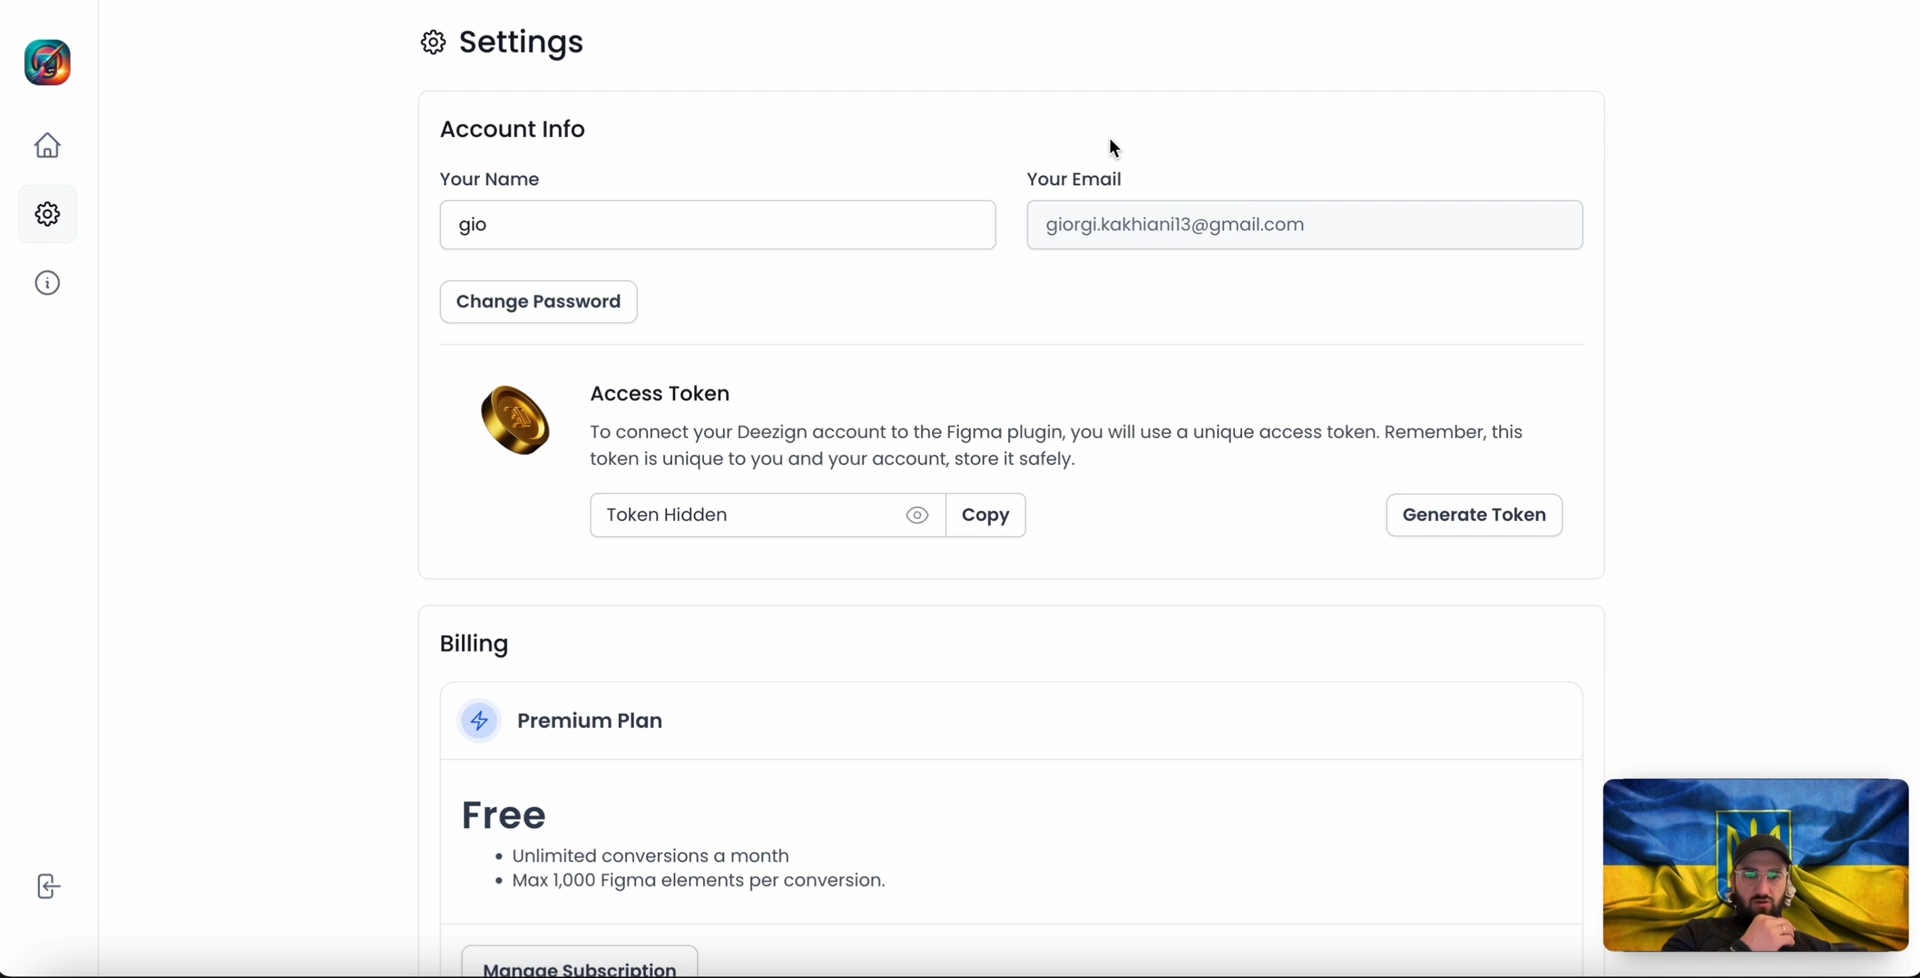 Settings
Account Info
Your Name
Your Email
gio
giorgi.kakhiani13@gmail.com
Change Password
Access Token
To connect your Deezign account to the Figma plugin, you will use a unique access token. Remember, this
token is unique to you and your account, store it safely.
Token Hidden
Copy
Generate Token
Billing
Premium Plan
Free
• Unlimited conversions a month
• Max 1,000 Figma elements per conversion.
Manage Subscription